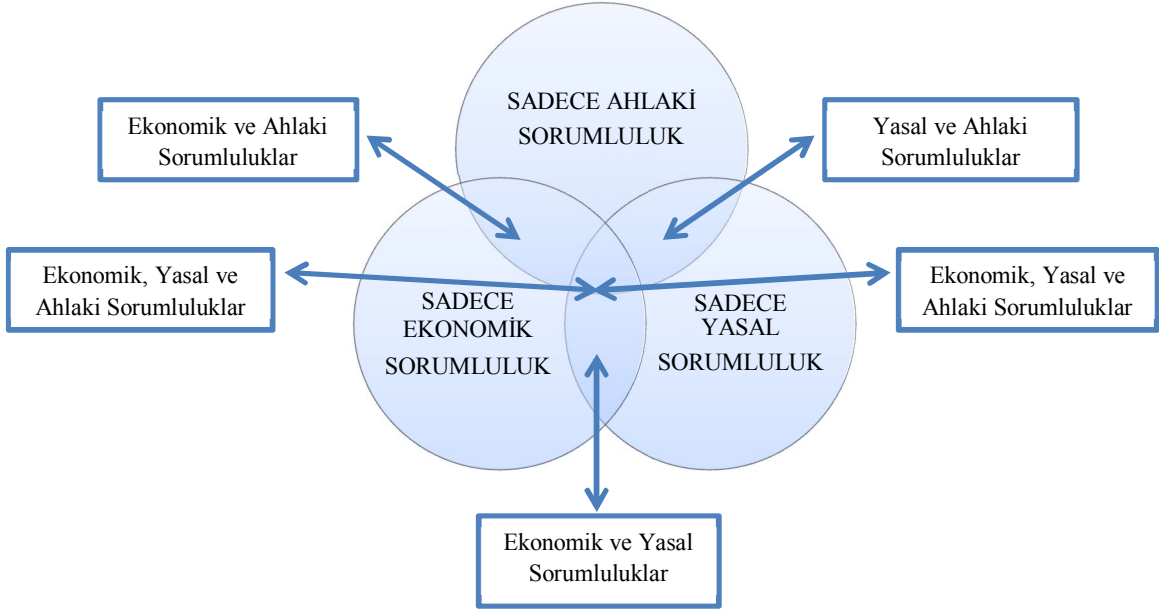 SADECE AHLAKİ
SORUMLULUK
Ekonomik ve Ahlaki
Sorumluluklar
Yasal ve Ahlaki
Sorumluluklar
Ekonomik, Yasal ve
Ahlaki Sorumluluklar
SADECE
EKONOMİK
SORUMLULUK
SADECE
YASAL
SORUMLULUK
Ekonomik, Yasal ve
Ahlaki Sorumluluklar
Ekonomik ve Yasal
Sorumluluklar